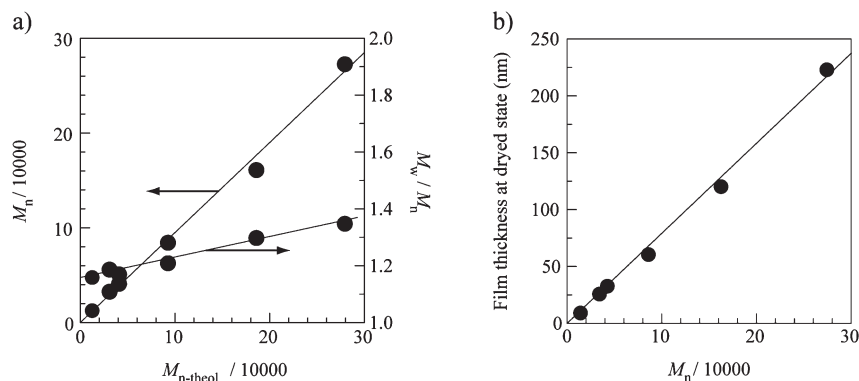 a)
30
20
10
0
Mn / 10000
2.0
1.8
1.6
1.4
1.2
1.0
Mw / Mn
0 10 20 30
Mn-theol / 10000
b)
250
200
150
100
50
0
Film thickness at dryed state (nm)
0 10 20 30
Mn / 10000